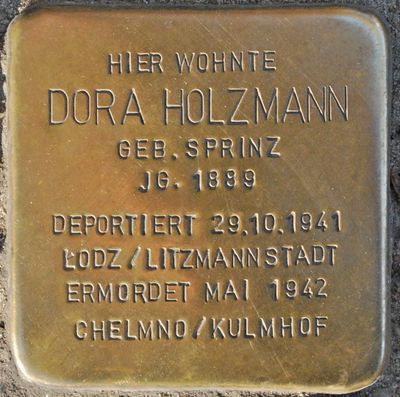 HIER WOHNTE
DORA HOLZMANN
GEB. SPRINZ
JG. 1889
DEPORTIERT 29.10.1941
ŁODZ/LITZMANNSTADT
ERMORDET MAI 1942
CHELMNO/KULMHOF